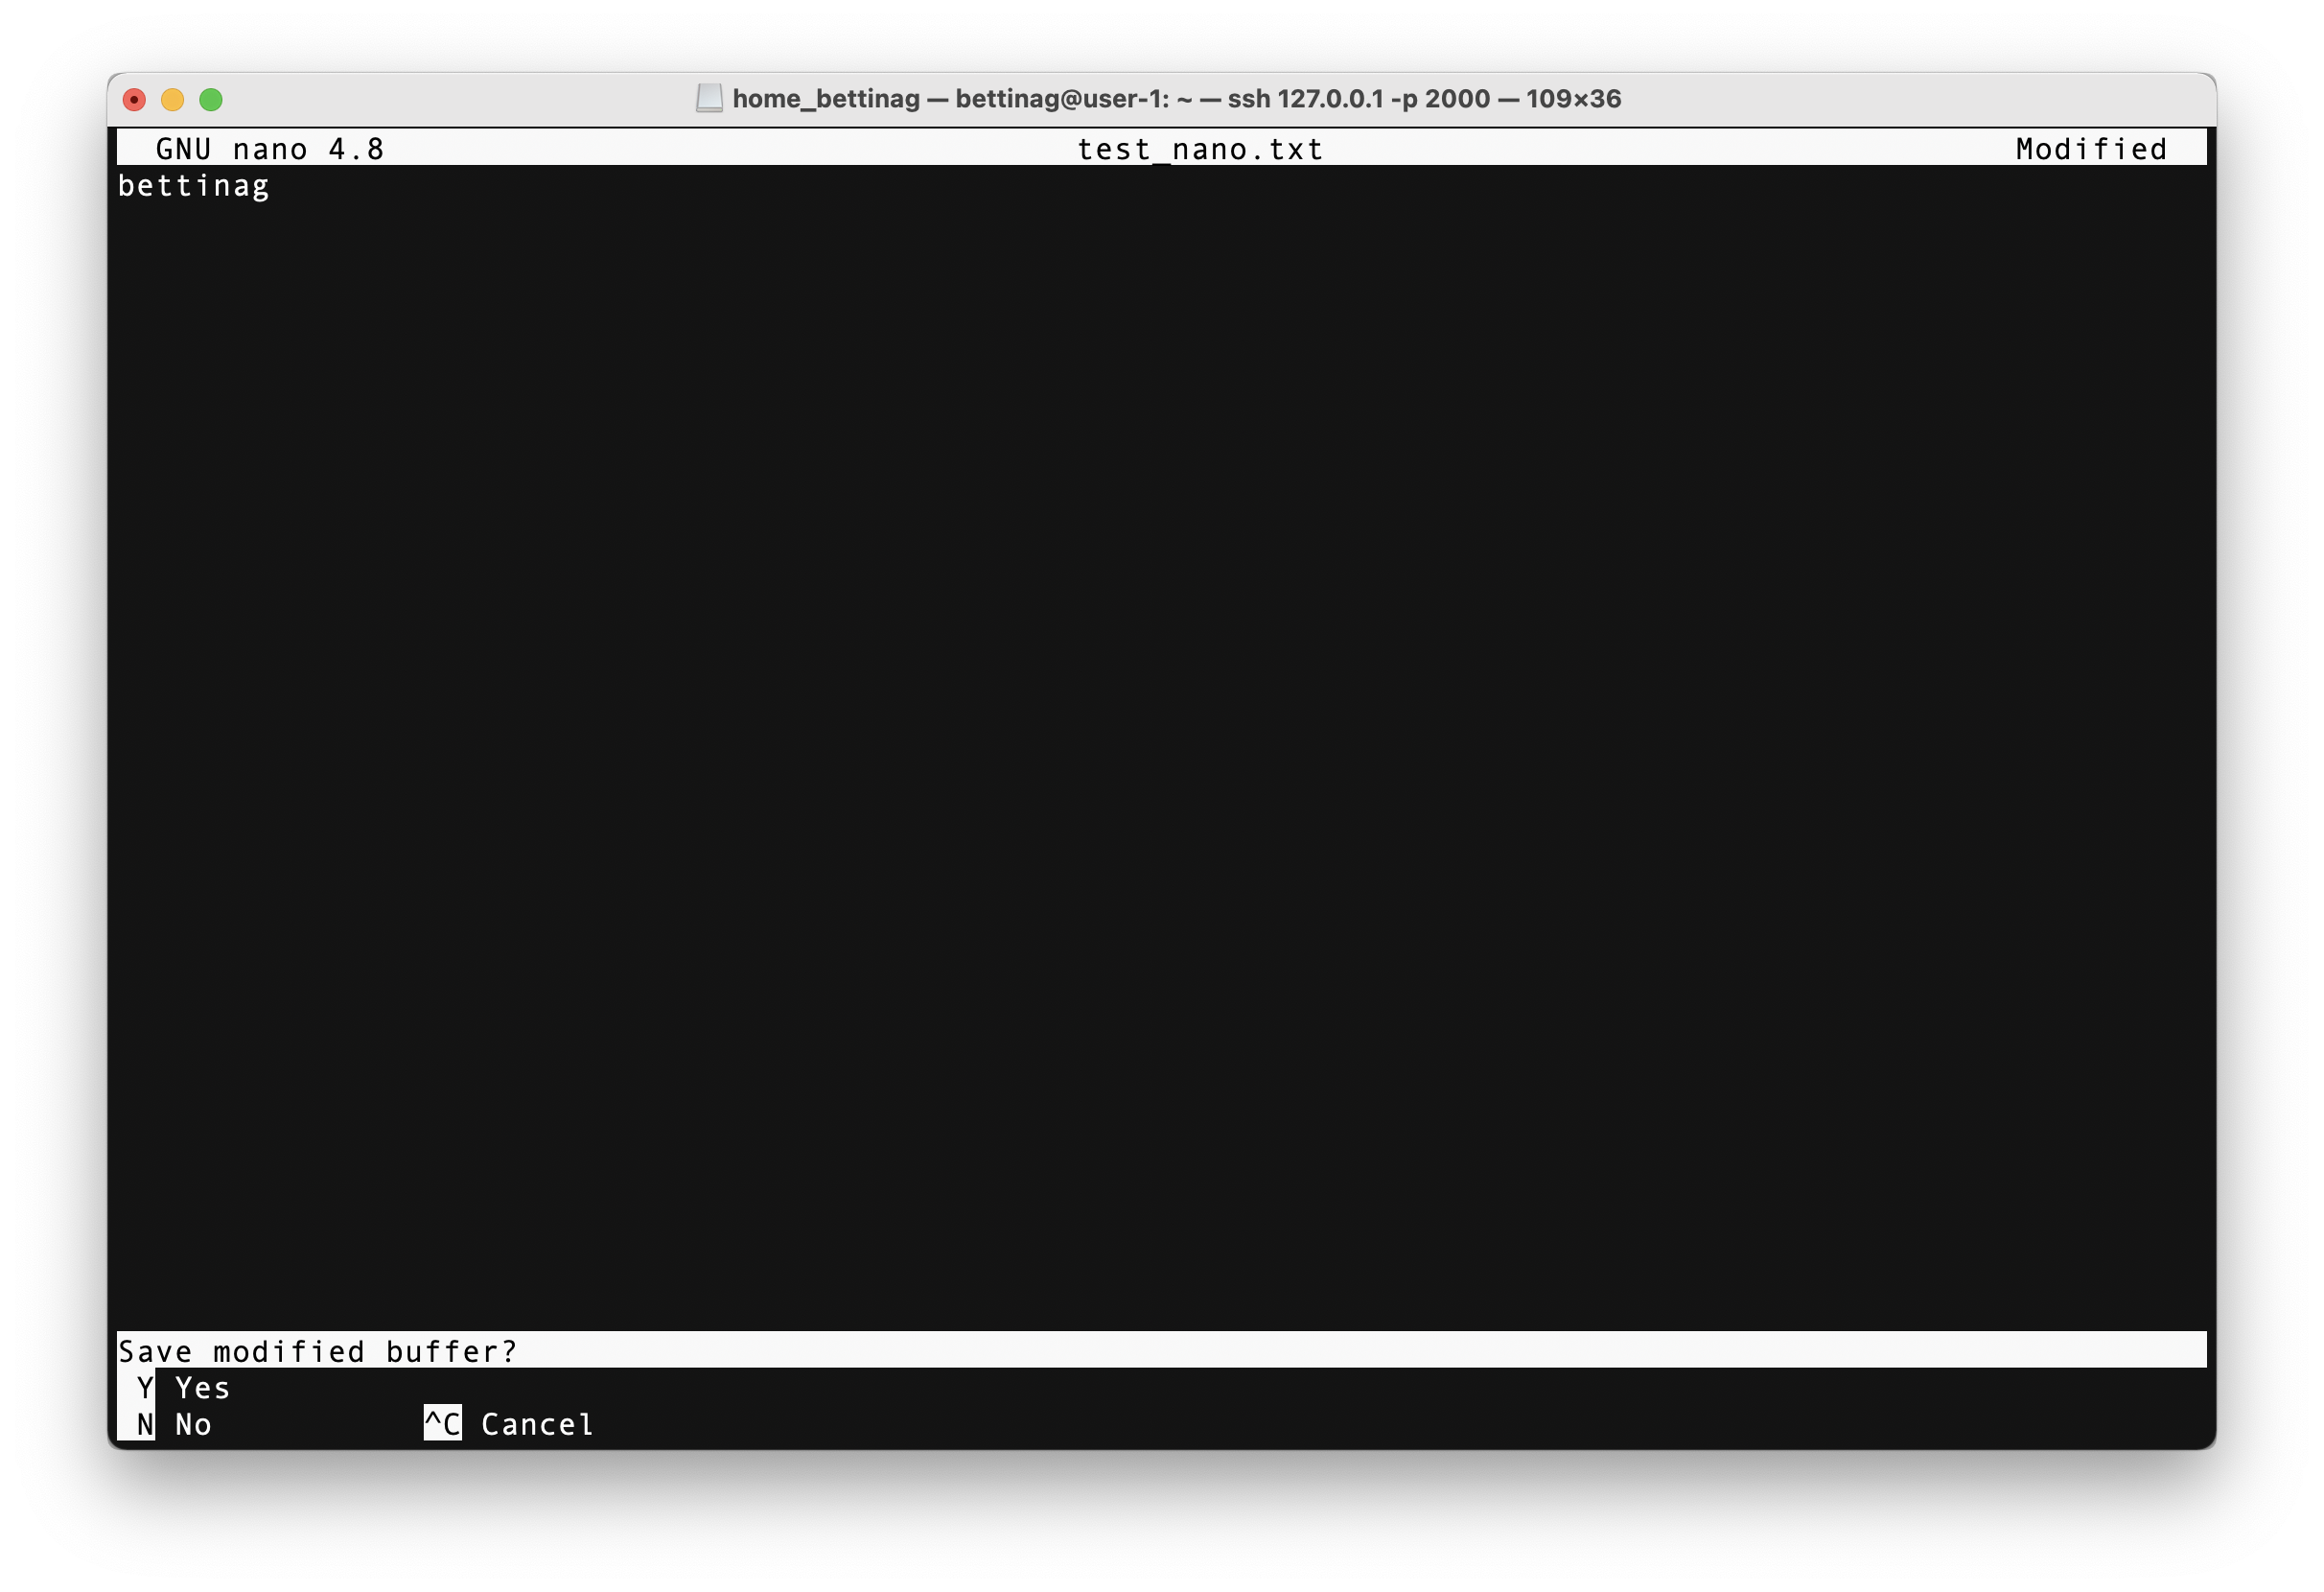 home_bettinag — bettinag@user-1: ~ — ssh 127.0.0.1 -p 2000 — 109×36
GNU nano 4.8 test_nano.txt Modified
bettinag
Save modified buffer?
Y Yes
N No ^C Cancel